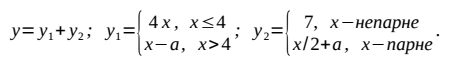 y=y₁+y₂; y₁={4x, x≤4; x−a, x>4; y₂={7, x−непарне; x/2+a, x−парне.